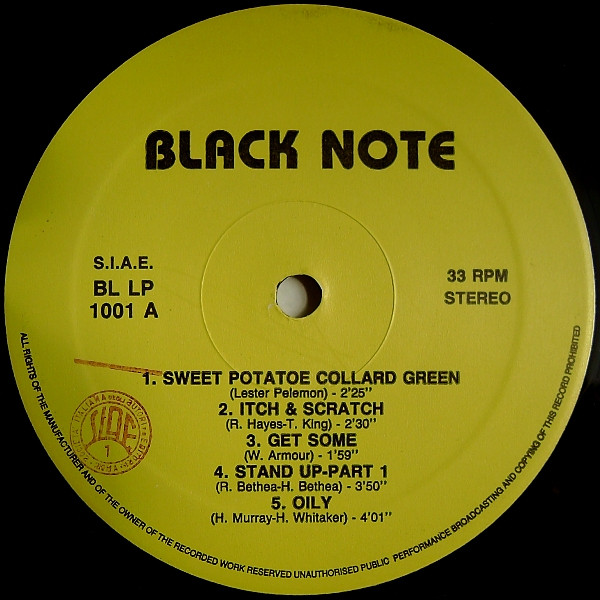 BLACK NOTE
S.I.A.E.
BL LP
1001 A
33 RPM
STEREO
1. SWEET POTATOE COLLARD GREEN
(Lester Pelemon) - 2'25"
2. ITCH & SCRATCH
(R. Hayes-T. King) - 2'30"
3. GET SOME
(W. Armour) - 1'59"
4. STAND UP-PART 1
(R. Bethea-H. Bethea) - 3'50"
5. OILY
(H. Murray-H. Whitaker) - 4'01"
ALL RIGHTS OF THE MANUFACTURER AND OF THE OWNER OF THE RECORDED WORK RESERVED UNAUTHORISED PUBLIC PERFORMANCE BROADCASTING AND COPYING OF THIS RECORD PROHIBITED
ITALIANA
SIAE
1